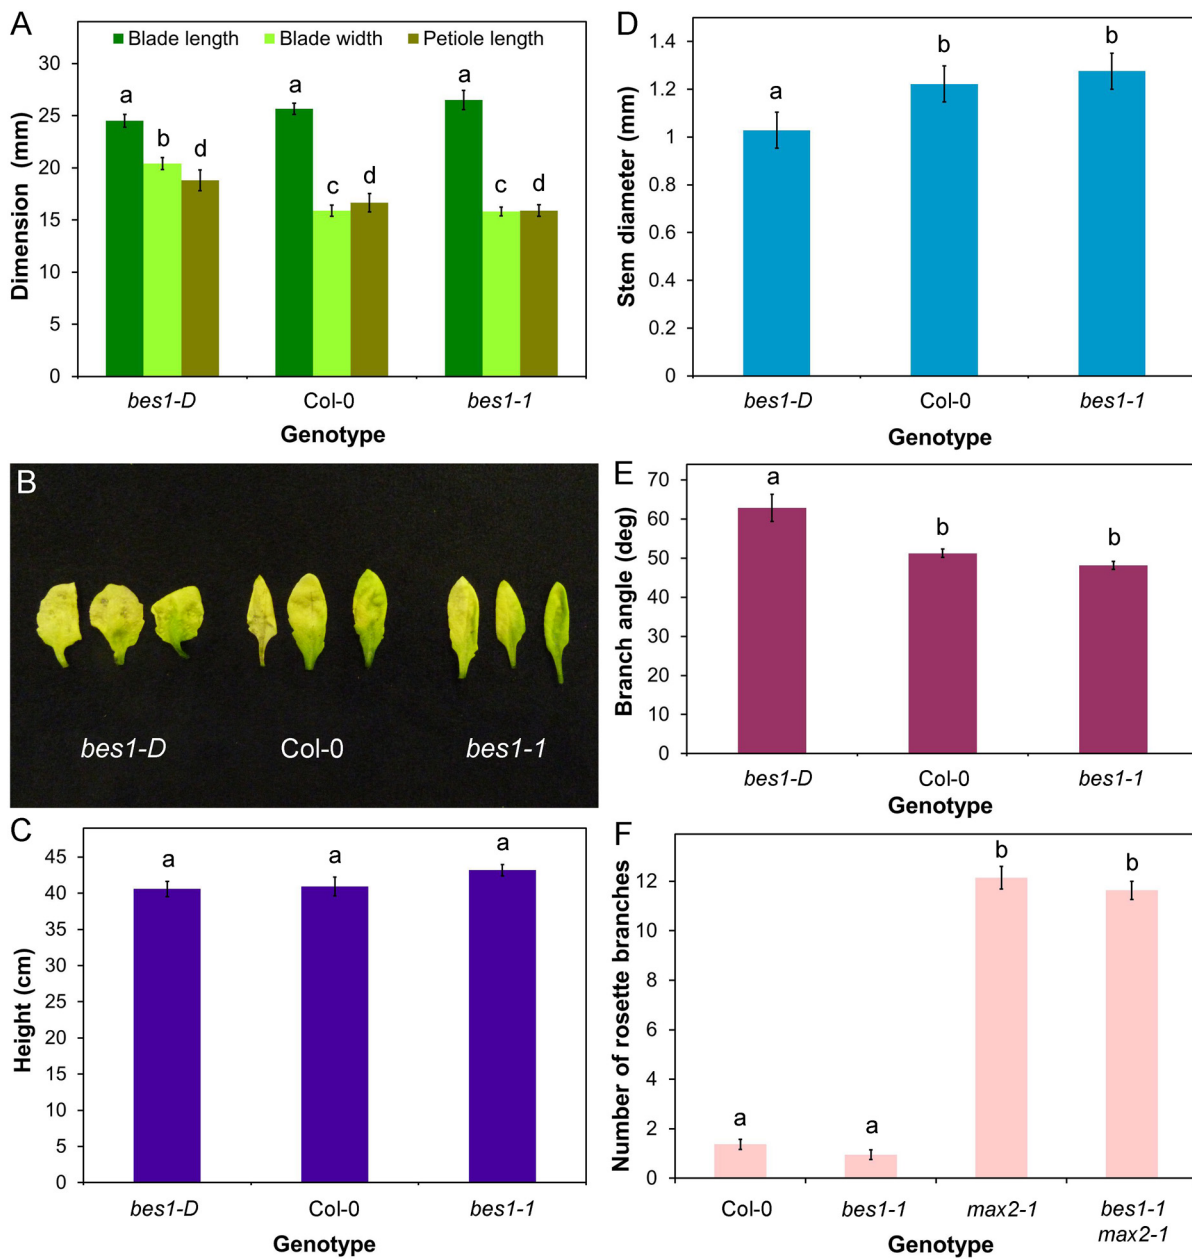 A
Blade length Blade width Petiole length
30
25
20
15
10
5
0
a
b
d
a
c
d
a
c
d
Dimension (mm)
bes1-D Col-0 bes1-1
Genotype
B
bes1-D Col-0 bes1-1
C
45
40
35
30
25
20
15
10
5
0
a a a
Height (cm)
bes1-D Col-0 bes1-1
Genotype
D
1.4
1.2
1
0.8
0.6
0.4
0.2
0
a b b
Stem diameter (mm)
bes1-D Col-0 bes1-1
Genotype
E
70
60
50
40
30
20
10
0
a b b
Branch angle (deg)
bes1-D Col-0 bes1-1
Genotype
F
12
10
8
6
4
2
0
a a b b
Number of rosette branches
Col-0 bes1-1 max2-1 bes1-1
max2-1
Genotype